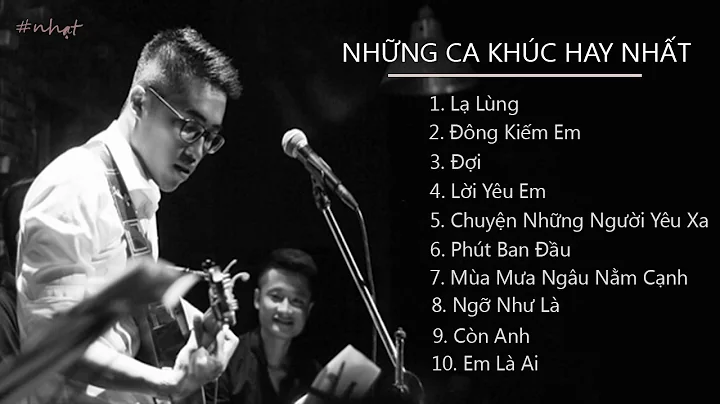 #nhạt
NHỮNG CA KHÚC HAY NHẤT
1. Lạ Lùng
2. Đông Kiếm Em
3. Đợi
4. Lời Yêu Em
5. Chuyện Những Người Yêu Xa
6. Phút Ban Đầu
7. Mùa Mưa Ngâu Nằm Cạnh
8. Ngỡ Như Là
9. Còn Anh
10. Em Là Ai